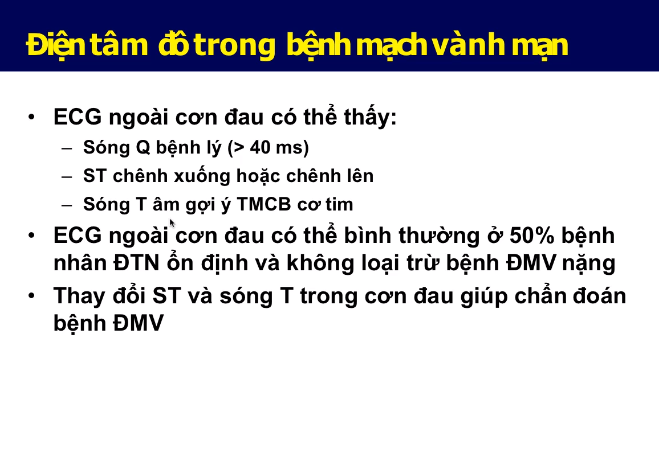 Điện tâm đồ trong bệnh mạch vành mạn
• ECG ngoài cơn đau có thể thấy:
– Sóng Q bệnh lý (> 40 ms)
– ST chênh xuống hoặc chênh lên
– Sóng T âm gợi ý TMCB cơ tim
• ECG ngoài cơn đau có thể bình thường ở 50% bệnh
nhân ĐTN ổn định và không loại trừ bệnh ĐMV nặng
• Thay đổi ST và sóng T trong cơn đau giúp chẩn đoán
bệnh ĐMV